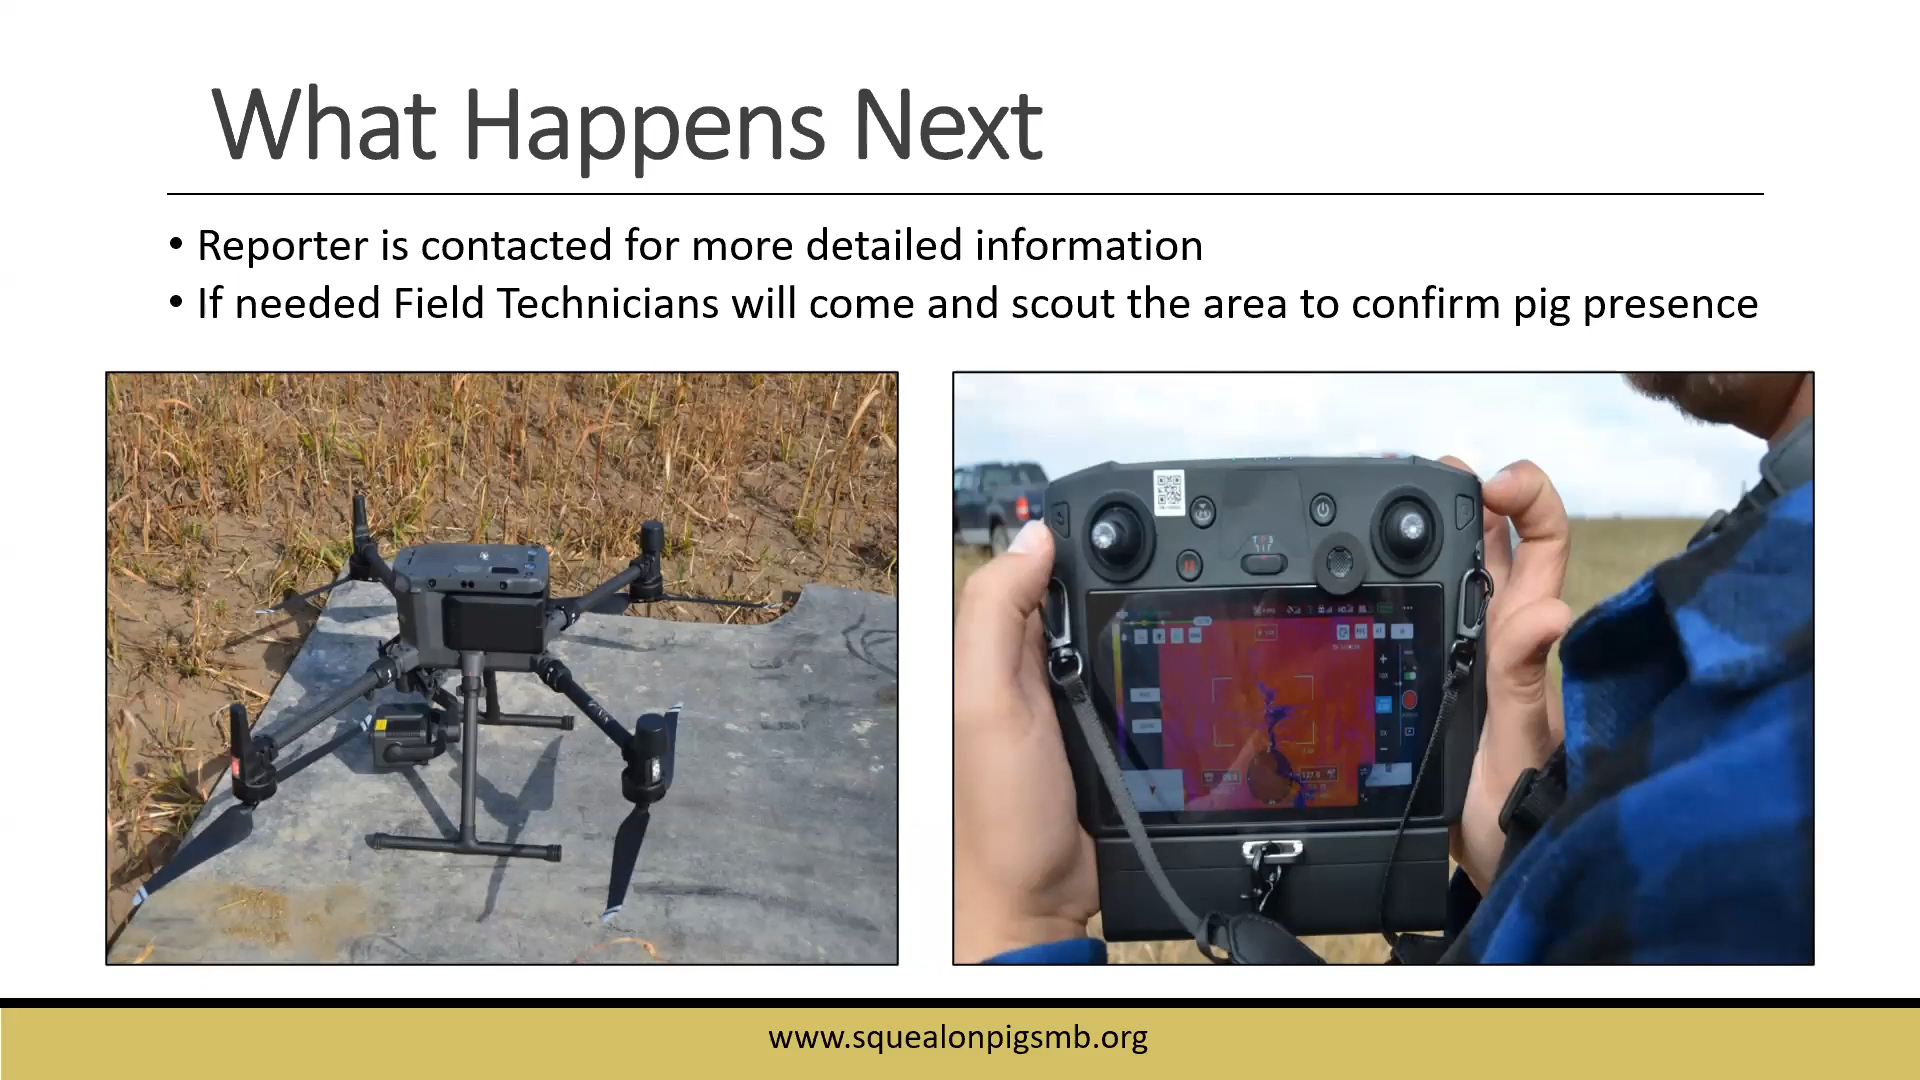 What Happens Next
• Reporter is contacted for more detailed information
• If needed Field Technicians will come and scout the area to confirm pig presence
www.squealonpigsmb.org